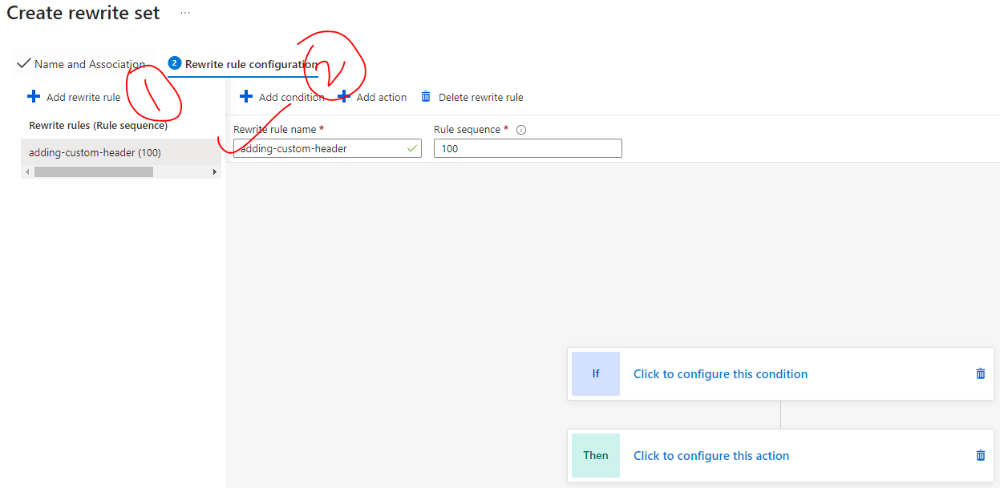 Create rewrite set ...
Name and Association
2 Rewrite rule configuration
1
2
Add rewrite rule
Add condition
Add action
Delete rewrite rule
Rewrite rules (Rule sequence)
Rewrite rule name *
Rule sequence *
adding-custom-header (100)
adding-custom-header
100
If
Click to configure this condition
Then
Click to configure this action